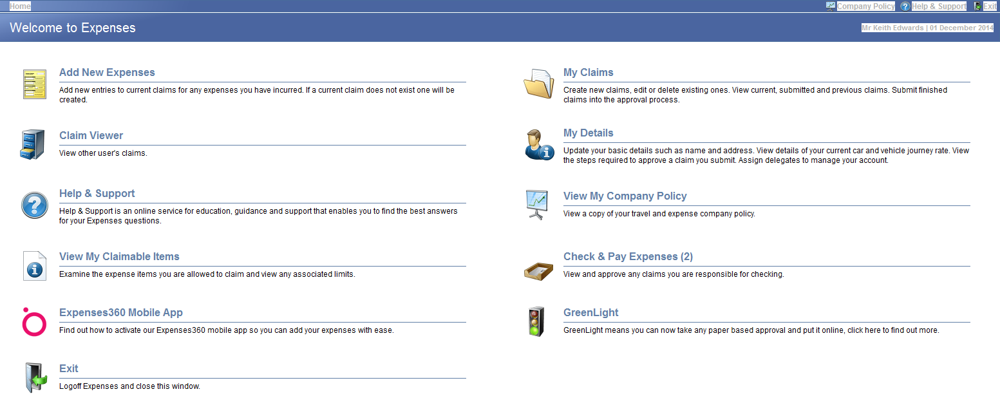 Home
Company Policy
Help & Support
Exit
Welcome to Expenses
Mr Keith Edwards | 01 December 2014
Add New Expenses
Add new entries to current claims for any expenses you have incurred. If a current claim does not exist one will be
created.
My Claims
Create new claims, edit or delete existing ones. View current, submitted and previous claims. Submit finished
claims into the approval process.
Claim Viewer
View other user's claims.
My Details
Update your basic details such as name and address. View details of your current car and vehicle journey rate. View
the steps required to approve a claim you submit. Assign delegates to manage your account.
Help & Support
Help & Support is an online service for education, guidance and support that enables you to find the best answers
for your Expenses questions.
View My Company Policy
View a copy of your travel and expense company policy.
View My Claimable Items
Examine the expense items you are allowed to claim and view any associated limits.
Check & Pay Expenses (2)
View and approve any claims you are responsible for checking.
Expenses360 Mobile App
Find out how to activate our Expenses360 mobile app so you can add your expenses with ease.
GreenLight
GreenLight means you can now take any paper based approval and put it online, click here to find out more.
Exit
Logoff Expenses and close this window.